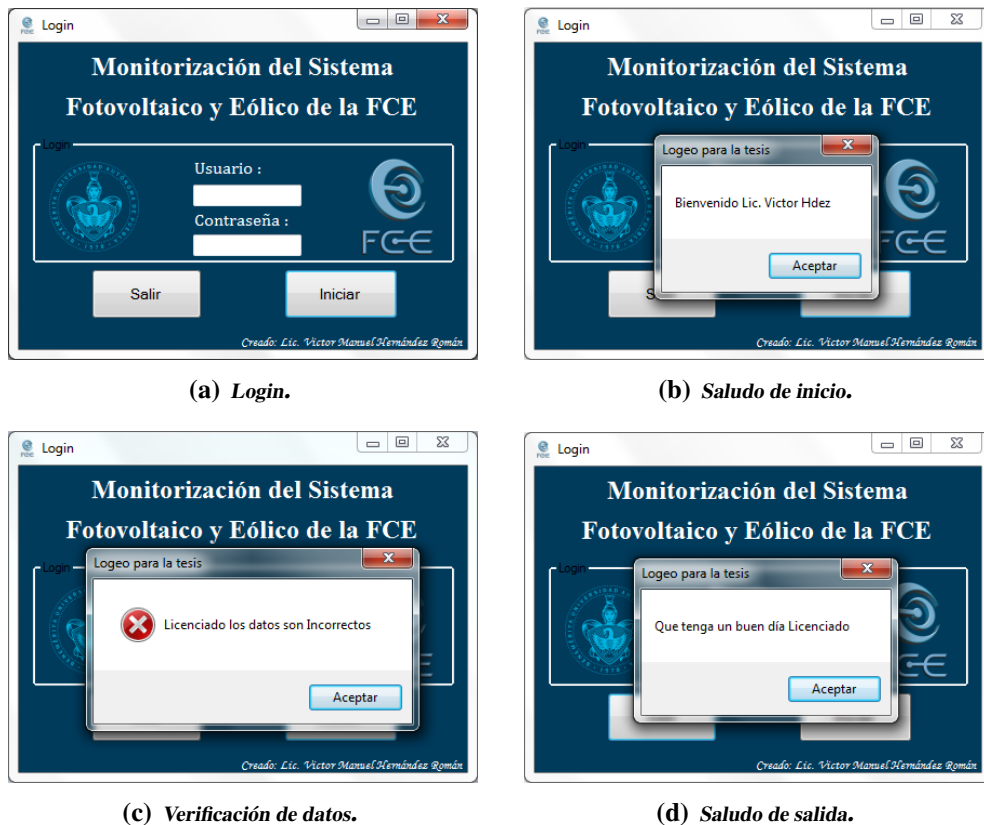 Login
Monitorización del Sistema
Fotovoltaico y Eólico de la FCE
Login
Usuario :
Contraseña :
FCE
Salir
Iniciar
Creado: Lic. Victor Manuel Hernández Román
(a) Login.
Login
Monitorización del Sistema
Fotovoltaico y Eólico de la FCE
Login
Logeo para la tesis
Bienvenido Lic. Victor Hdez
Aceptar
Creado: Lic. Victor Manuel Hernández Román
(b) Saludo de inicio.
Login
Monitorización del Sistema
Fotovoltaico y Eólico de la FCE
Login
Logeo para la tesis
Licenciado los datos son Incorrectos
Aceptar
Creado: Lic. Victor Manuel Hernández Román
(c) Verificación de datos.
Login
Monitorización del Sistema
Fotovoltaico y Eólico de la FCE
Login
Logeo para la tesis
Que tenga un buen día Licenciado
Aceptar
Creado: Lic. Victor Manuel Hernández Román
(d) Saludo de salida.